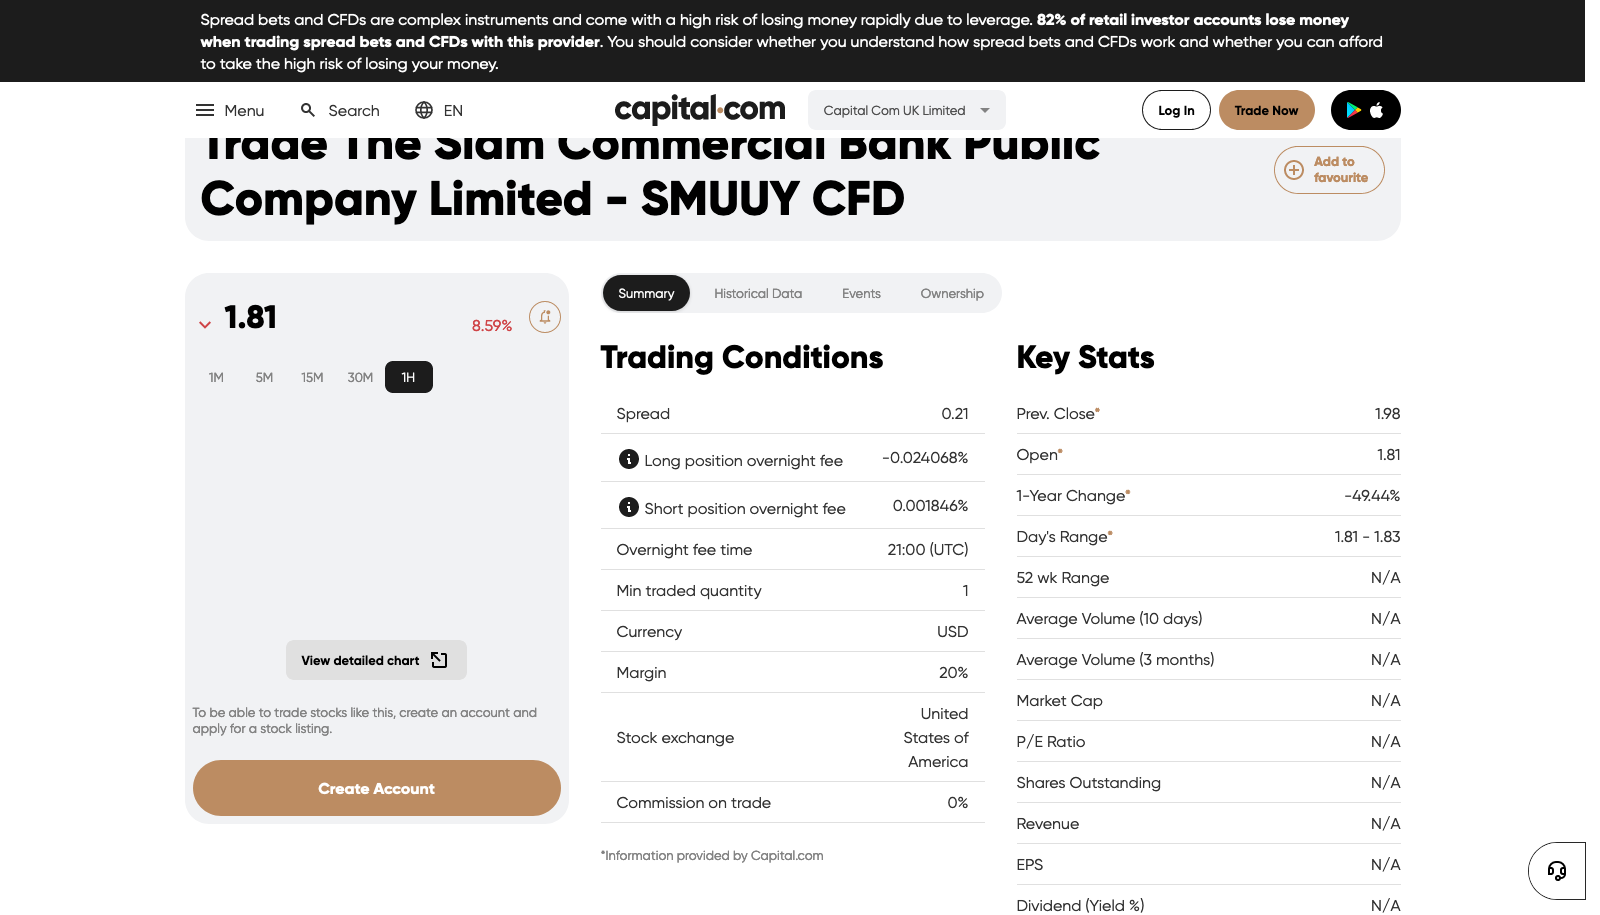 Spread bets and CFDs are complex instruments and come with a high risk of losing money rapidly due to leverage. 82% of retail investor accounts lose money
when trading spread bets and CFDs with this provider. You should consider whether you understand how spread bets and CFDs work and whether you can afford
to take the high risk of losing your money.
Menu
Search
EN
capital.com
Capital Com UK Limited
Log In
Trade Now
Trade The Siam Commercial Bank Public
Company Limited - SMUUY CFD
Add to
favourite
1.81
8.59%
1M
5M
15M
30M
1H
View detailed chart
To be able to trade stocks like this, create an account and
apply for a stock listing.
Create Account
Summary
Historical Data
Events
Ownership
Trading Conditions
Spread 0.21
Long position overnight fee -0.024068%
Short position overnight fee 0.001846%
Overnight fee time 21:00 (UTC)
Min traded quantity 1
Currency USD
Margin 20%
Stock exchange United
States of
America
Commission on trade 0%
*Information provided by Capital.com
Key Stats
Prev. Close* 1.98
Open* 1.81
1-Year Change* -49.44%
Day's Range* 1.81 - 1.83
52 wk Range N/A
Average Volume (10 days) N/A
Average Volume (3 months) N/A
Market Cap N/A
P/E Ratio N/A
Shares Outstanding N/A
Revenue N/A
EPS N/A
Dividend (Yield %) N/A